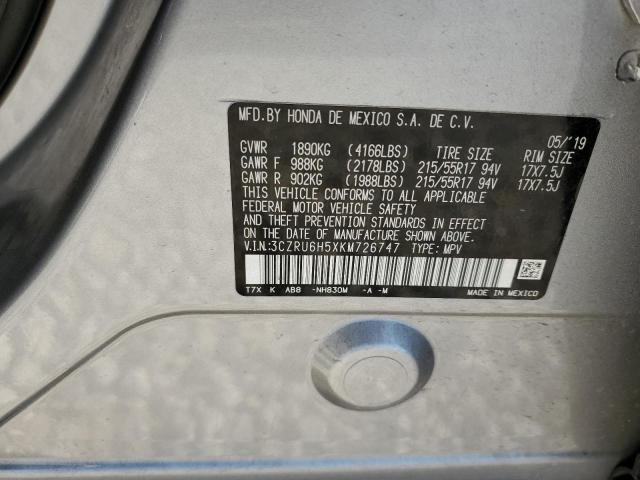 MFD.BY HONDA DE MEXICO S.A. DE C.V.
05/'19
GVWR 1890KG (4166LBS) TIRE SIZE RIM SIZE
GAWR F 988KG (2178LBS) 215/55R17 94V 17X7.5J
GAWR R 902KG (1988LBS) 215/55R17 94V 17X7.5J
THIS VEHICLE CONFORMS TO ALL APPLICABLE
FEDERAL MOTOR VEHICLE SAFETY
AND THEFT PREVENTION STANDARDS IN EFFECT
ON THE DATE OF MANUFACTURE SHOWN ABOVE.
V.I.N.:3CZRU6H5XKM726747 TYPE: MPV
T7X K AB8 -NH830M -A -M
MADE IN MEXICO